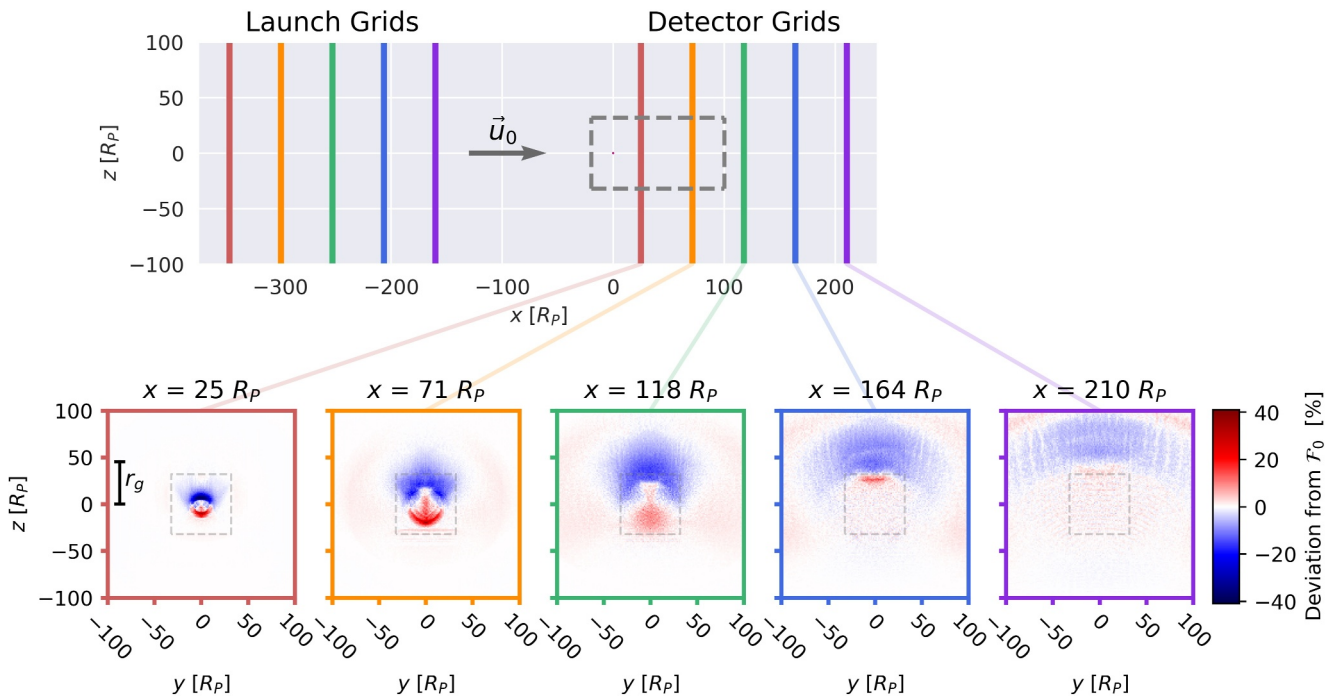 Launch Grids Detector Grids
100
50
0
−50
−100
z [R_P]
u⃗_0
−300 −200 −100 0 100 200
x [R_P]
x = 25 R_P x = 71 R_P x = 118 R_P x = 164 R_P x = 210 R_P
100
50
0
−50
−100
z [R_P]
r_g
−100 −50 0 50 100 −100 −50 0 50 100 −100 −50 0 50 100 −100 −50 0 50 100 −100 −50 0 50 100
y [R_P] y [R_P] y [R_P] y [R_P] y [R_P]
40
20
0
−20
−40
Deviation from ℱ_0 [%]